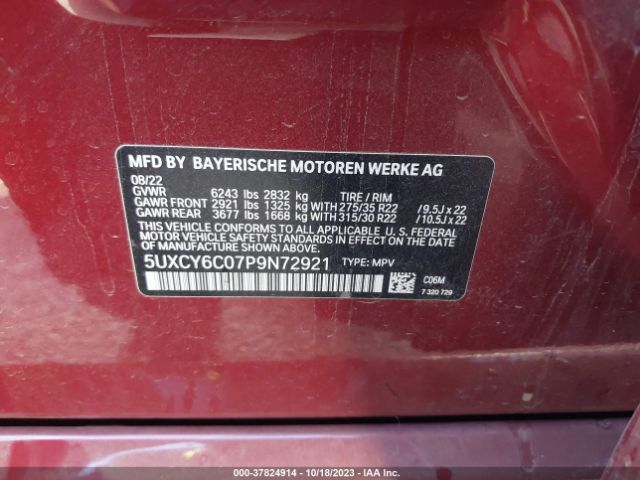 MFD BY BAYERISCHE MOTOREN WERKE AG
08/22
GVWR 6243 lbs 2832 kg TIRE / RIM
GAWR FRONT 2921 lbs 1325 kg WITH 275/35 R22 /9.5J x 22
GAWR REAR 3677 lbs 1668 kg WITH 315/30 R22 /10.5J x 22
THIS VEHICLE CONFORMS TO ALL APPLICABLE U.S. FEDERAL
MOTOR VEHICLE SAFETY STANDARDS IN EFFECT ON THE
DATE OF MANUFACTURE SHOWN ABOVE.
5UXCY6C07P9N72921 TYPE: MPV
C06M
7 320 729
000-37824914 | 10/18/2023 | IAA Inc.